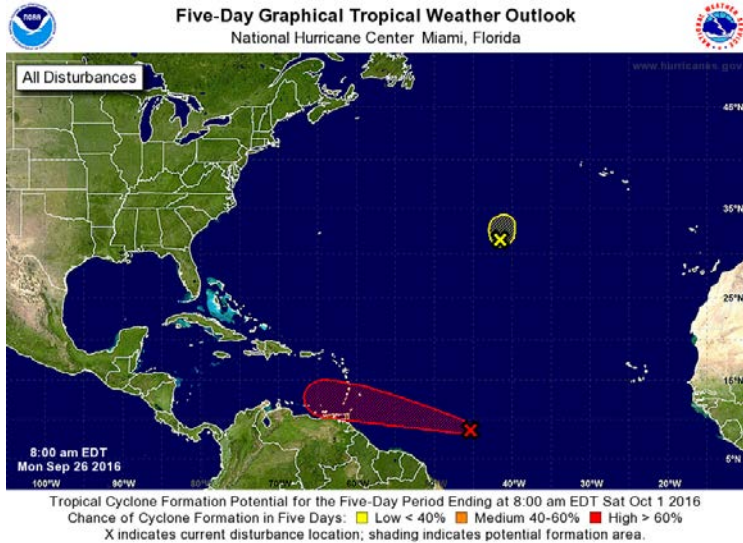 Five-Day Graphical Tropical Weather Outlook
National Hurricane Center Miami, Florida
NOAA
All Disturbances
www.hurricanes.gov
45°N
35°N
25°N
15°N
5°N
8:00 am EDT
Mon Sep 26 2016
100°W 90°W 80°W 70°W 60°W 50°W 40°W 30°W 20°W
Tropical Cyclone Formation Potential for the Five-Day Period Ending at 8:00 am EDT Sat Oct 1 2016
Chance of Cyclone Formation in Five Days: Low < 40% Medium 40-60% High > 60%
X indicates current disturbance location; shading indicates potential formation area.